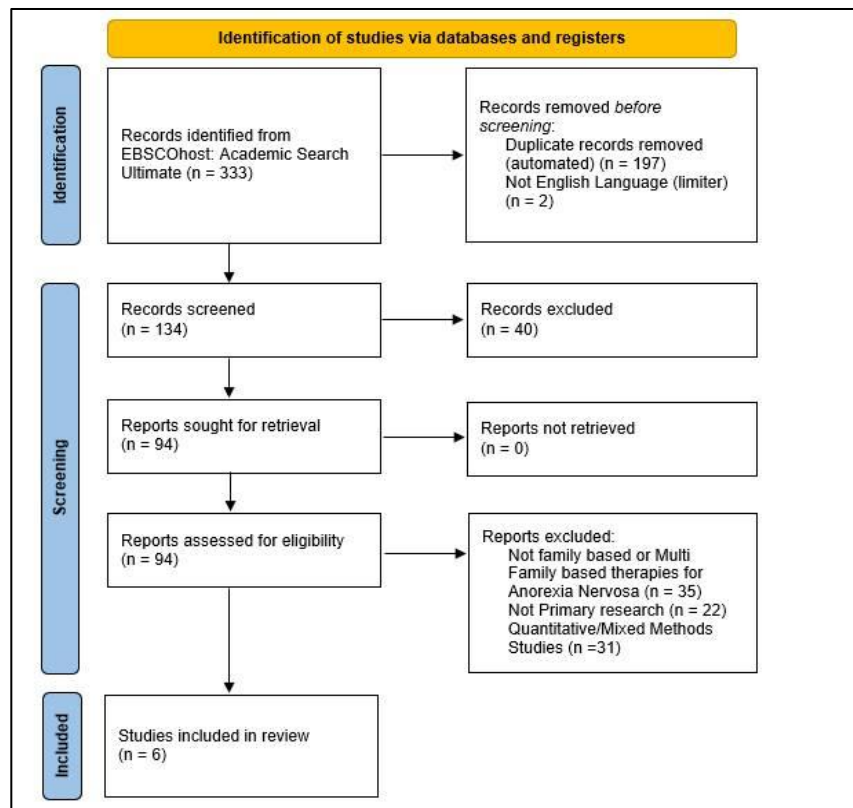 Identification of studies via databases and registers
Identification
Records identified from
EBSCOhost: Academic Search
Ultimate (n = 333)
Records removed before
screening:
Duplicate records removed
(automated) (n = 197)
Not English Language (limiter)
(n = 2)
Screening
Records screened
(n = 134)
Records excluded
(n = 40)
Reports sought for retrieval
(n = 94)
Reports not retrieved
(n = 0)
Reports assessed for eligibility
(n = 94)
Reports excluded:
Not family based or Multi
Family based therapies for
Anorexia Nervosa (n = 35)
Not Primary research (n = 22)
Quantitative/Mixed Methods
Studies (n =31)
Included
Studies included in review
(n = 6)